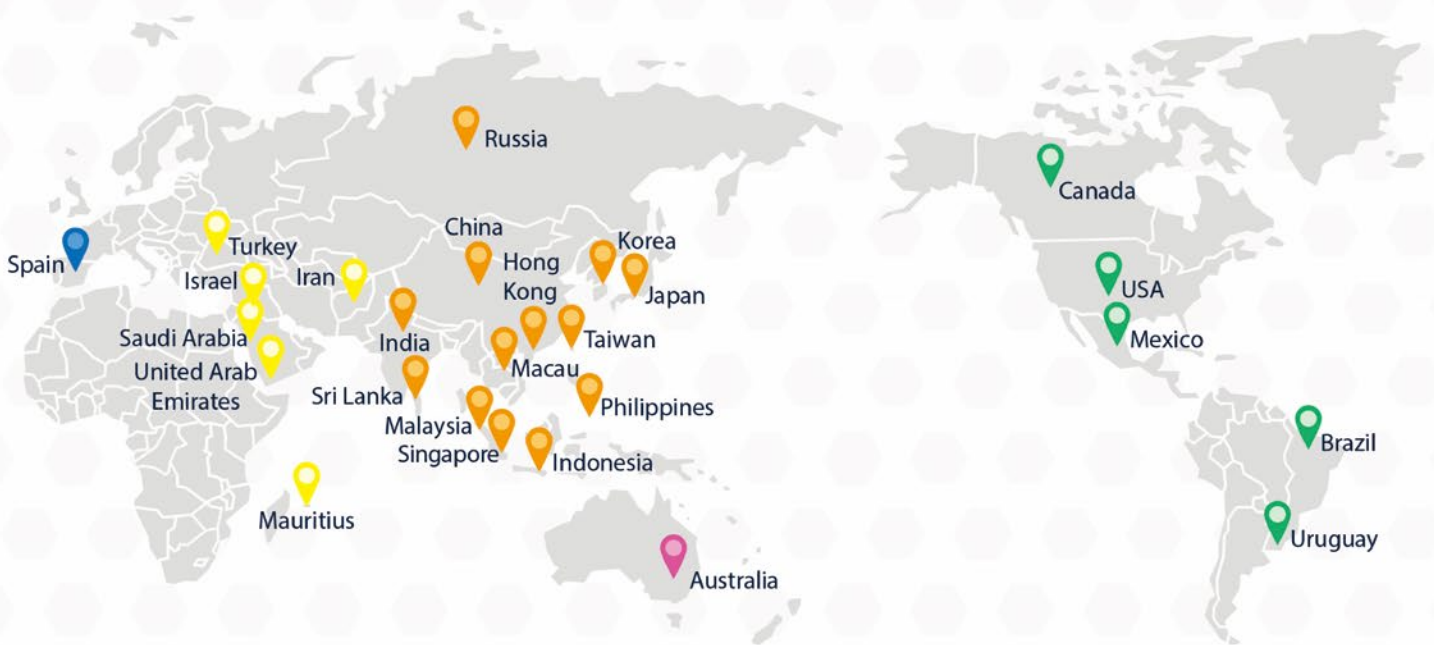 Russia
Canada
China
Korea
Turkey
Spain
Hong
Kong
Israel
Iran
Japan
USA
Saudi Arabia
India
Taiwan
Mexico
United Arab
Emirates
Macau
Sri Lanka
Philippines
Malaysia
Brazil
Singapore
Indonesia
Mauritius
Uruguay
Australia